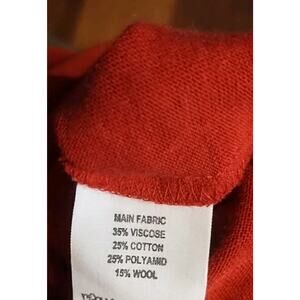 MAIN FABRIC
35% VISCOSE
25% COTTON
25% POLYAMID
15% WOOL